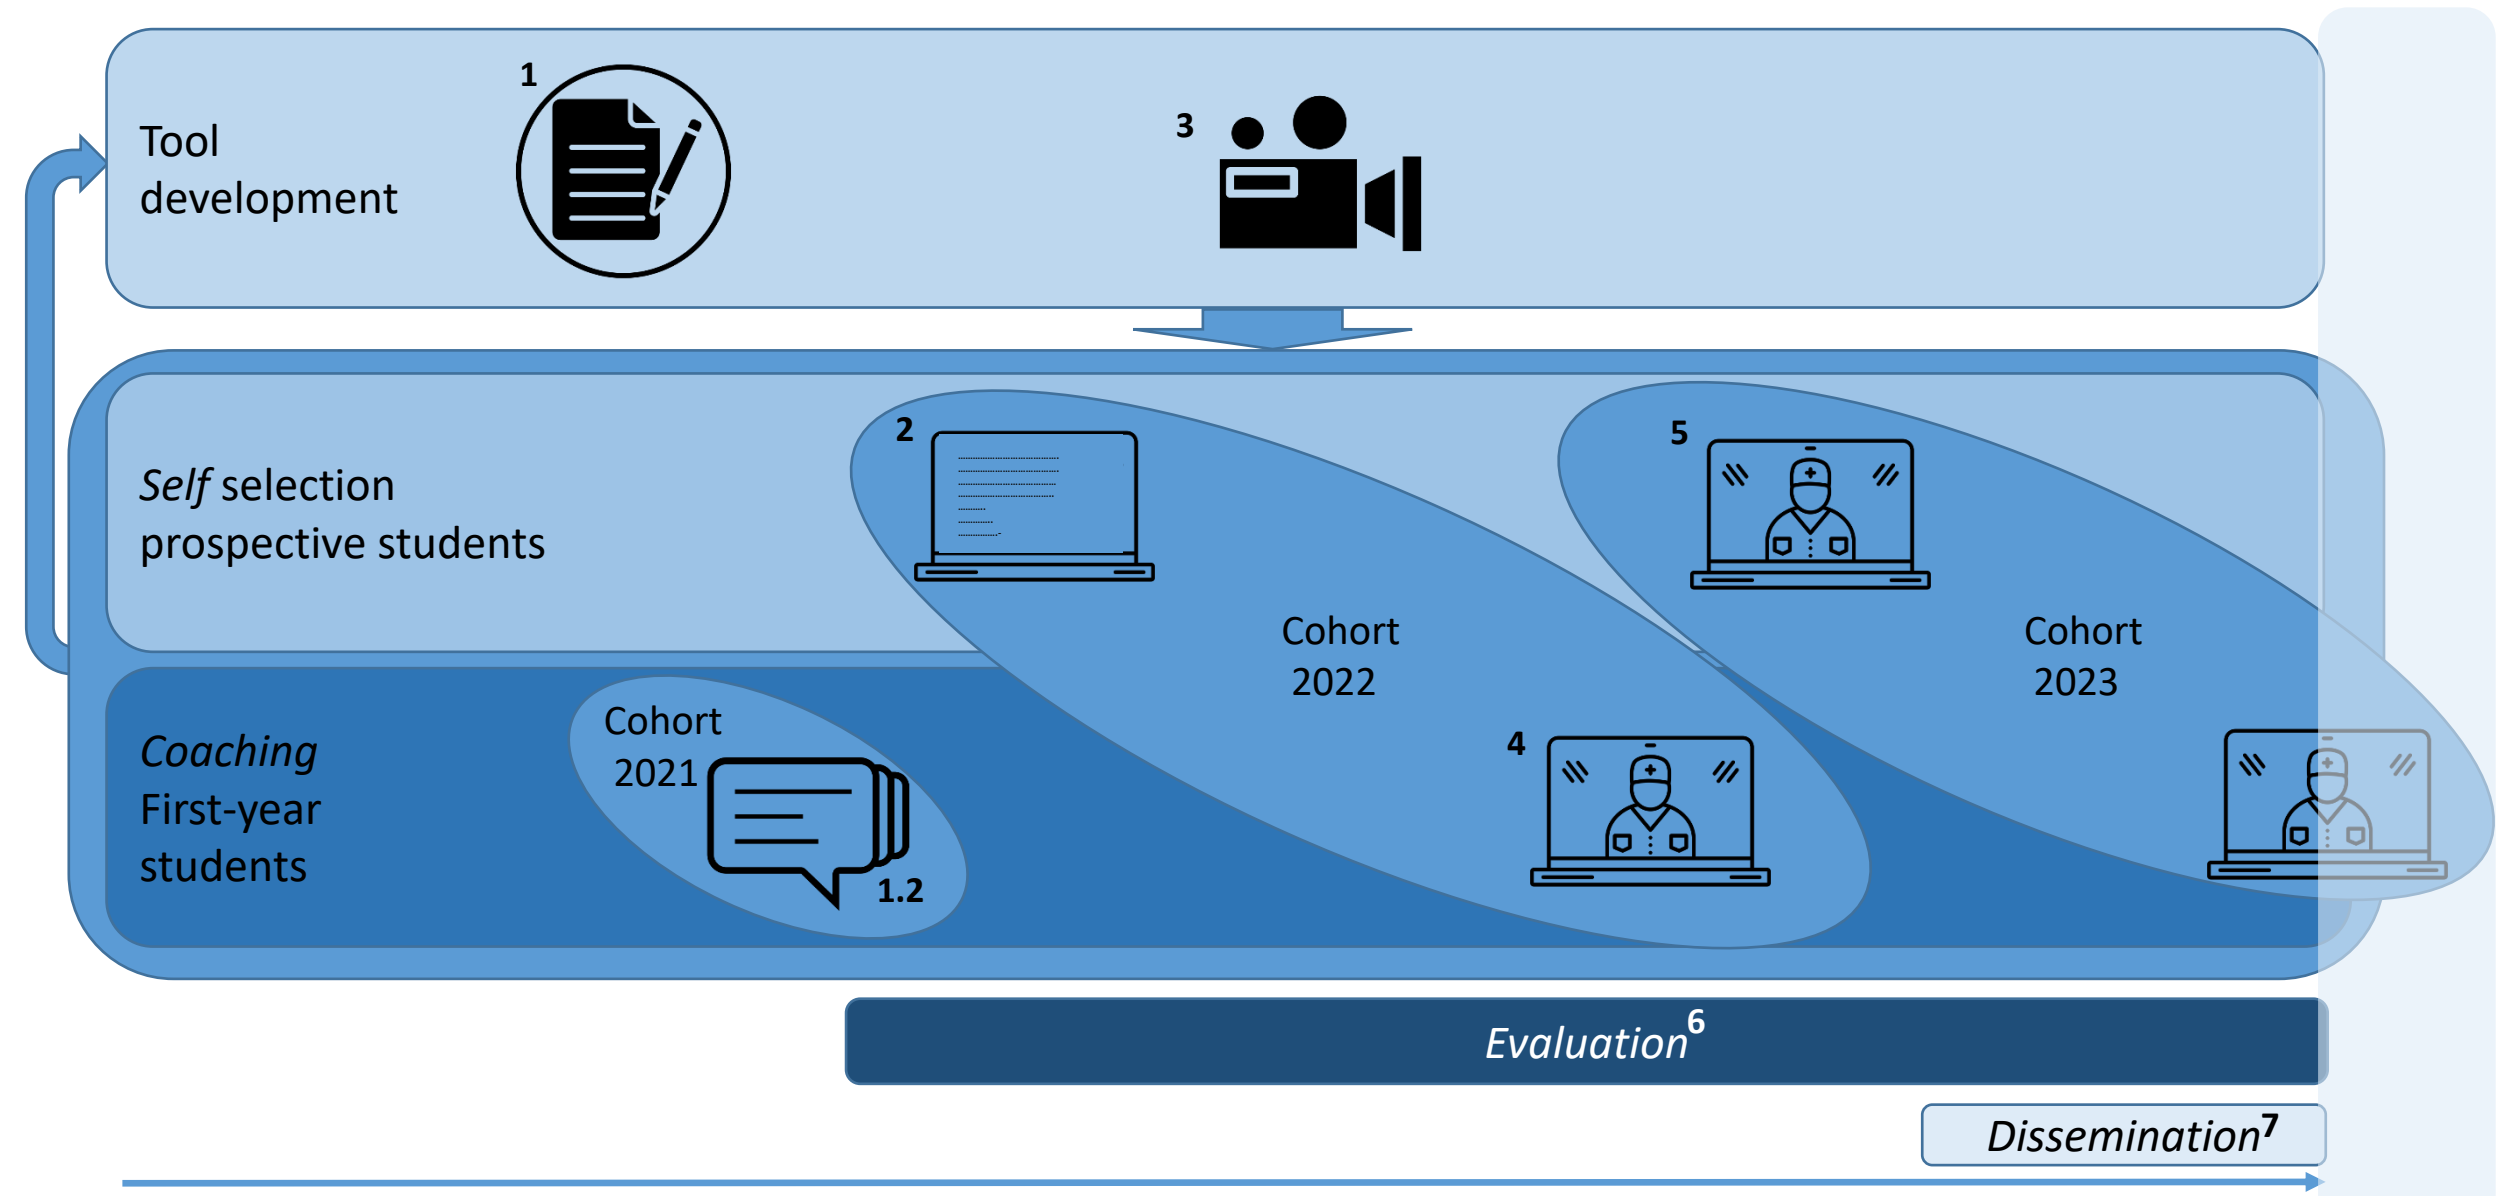 1
3
Tool
development
2
5
Self selection
prospective students
Cohort
2022
Cohort
2023
Cohort
2021
4
Coaching
First-year
students
1.2
Evaluation6
Dissemination7